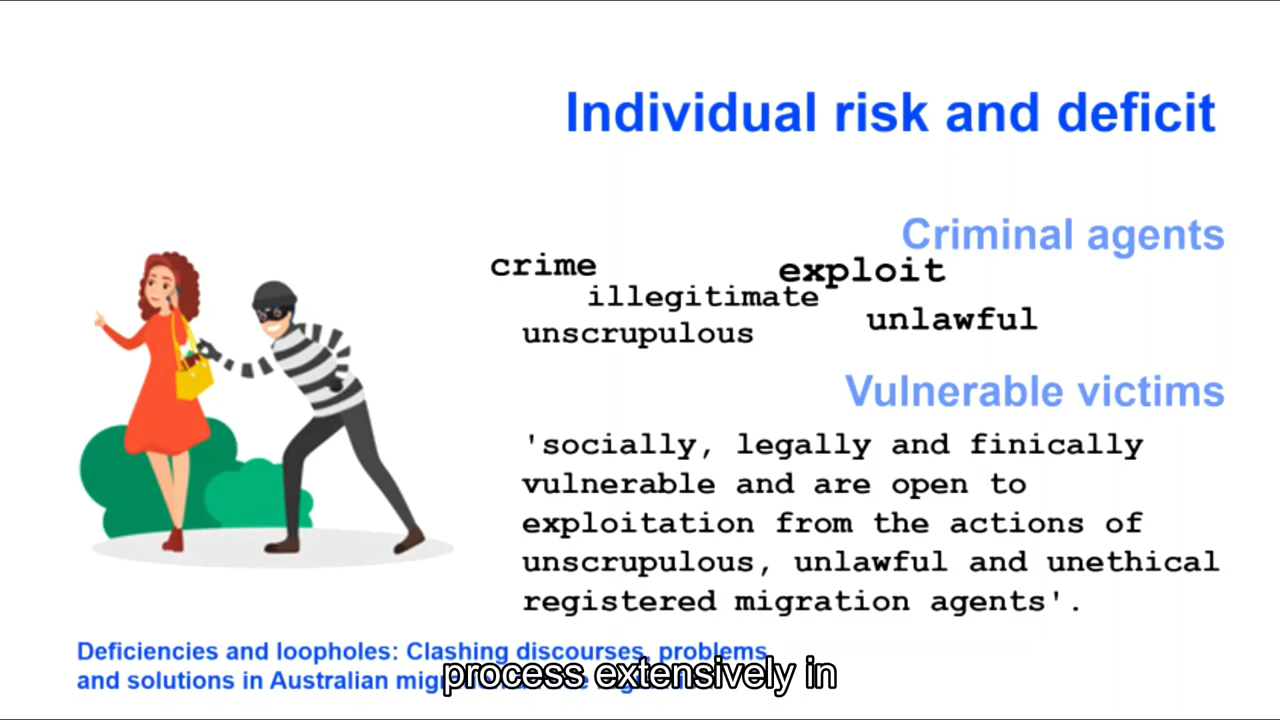 Individual risk and deficit
Criminal agents
crime
exploit
illegitimate
unlawful
unscrupulous
Vulnerable victims
'socially, legally and finically
vulnerable and are open to
exploitation from the actions of
unscrupulous, unlawful and unethical
registered migration agents'.
Deficiencies and loopholes: Clashing discourses, problems
and solutions in Australian
process extensively in